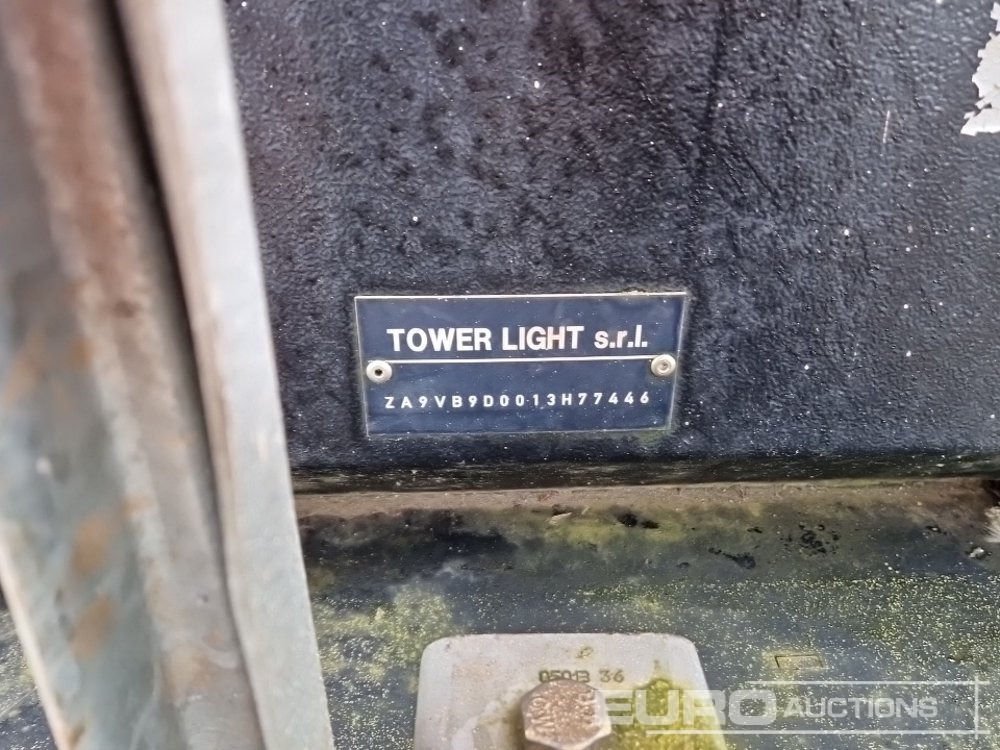 TOWER LIGHT s.r.l.
ZA9VB9D0013H77446
05013 36
EURO AUCTIONS